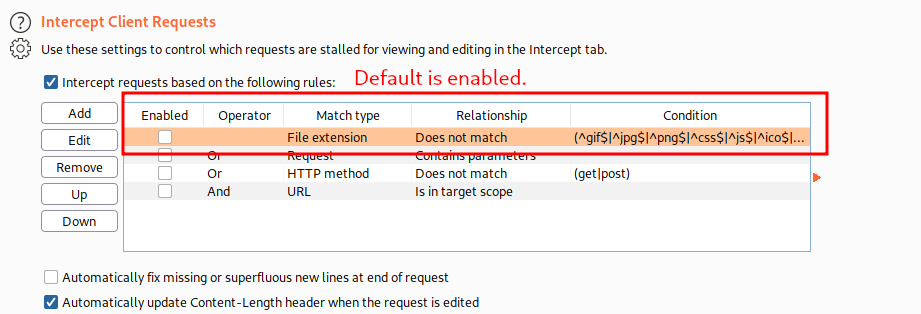 ? Intercept Client Requests
Use these settings to control which requests are stalled for viewing and editing in the Intercept tab.
Intercept requests based on the following rules: Default is enabled.
Add
Edit
Remove
Up
Down
Enabled Operator Match type Relationship Condition
File extension Does not match (^gif$|^jpg$|^png$|^css$|^js$|^ico$|...
Or Request Contains parameters
Or HTTP method Does not match (get|post)
And URL Is in target scope
Automatically fix missing or superfluous new lines at end of request
Automatically update Content-Length header when the request is edited